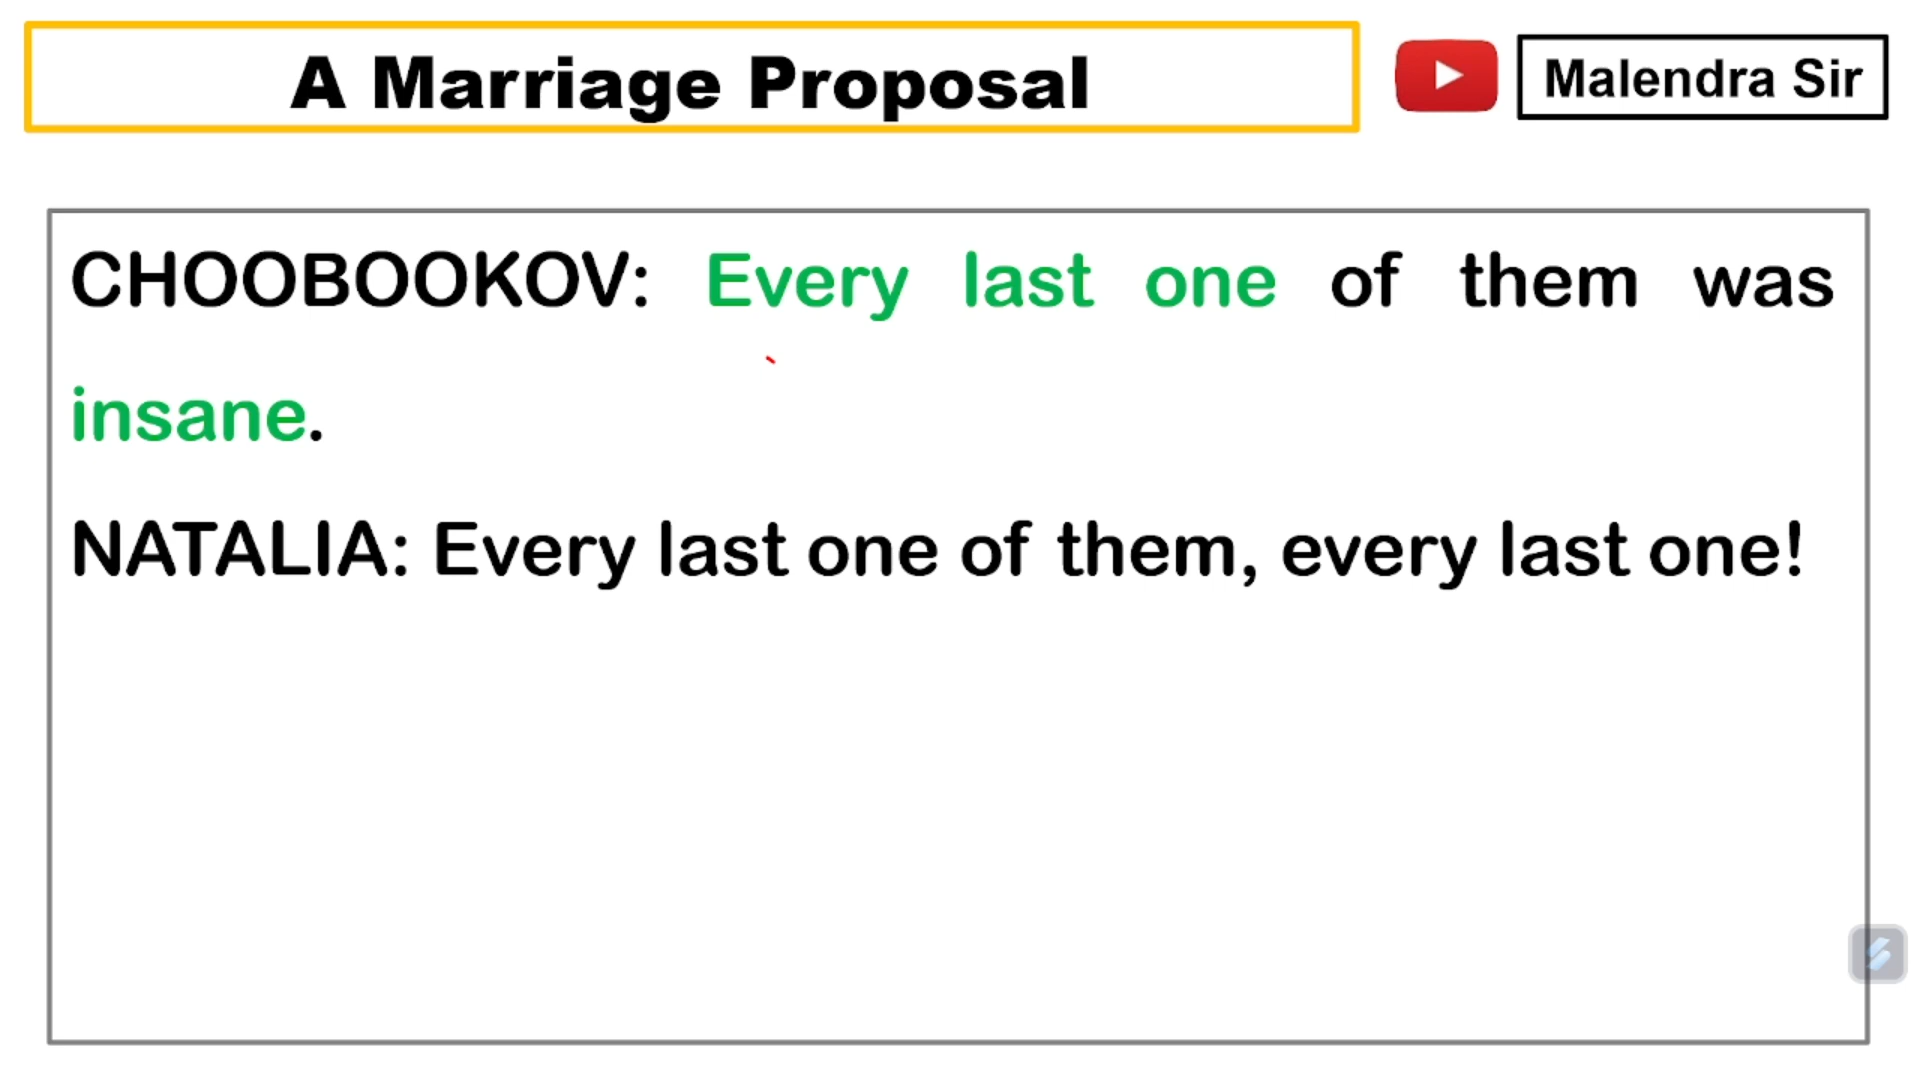 A Marriage Proposal
Malendra Sir
CHOOBOOKOV: Every last one of them was
insane.
NATALIA: Every last one of them, every last one!